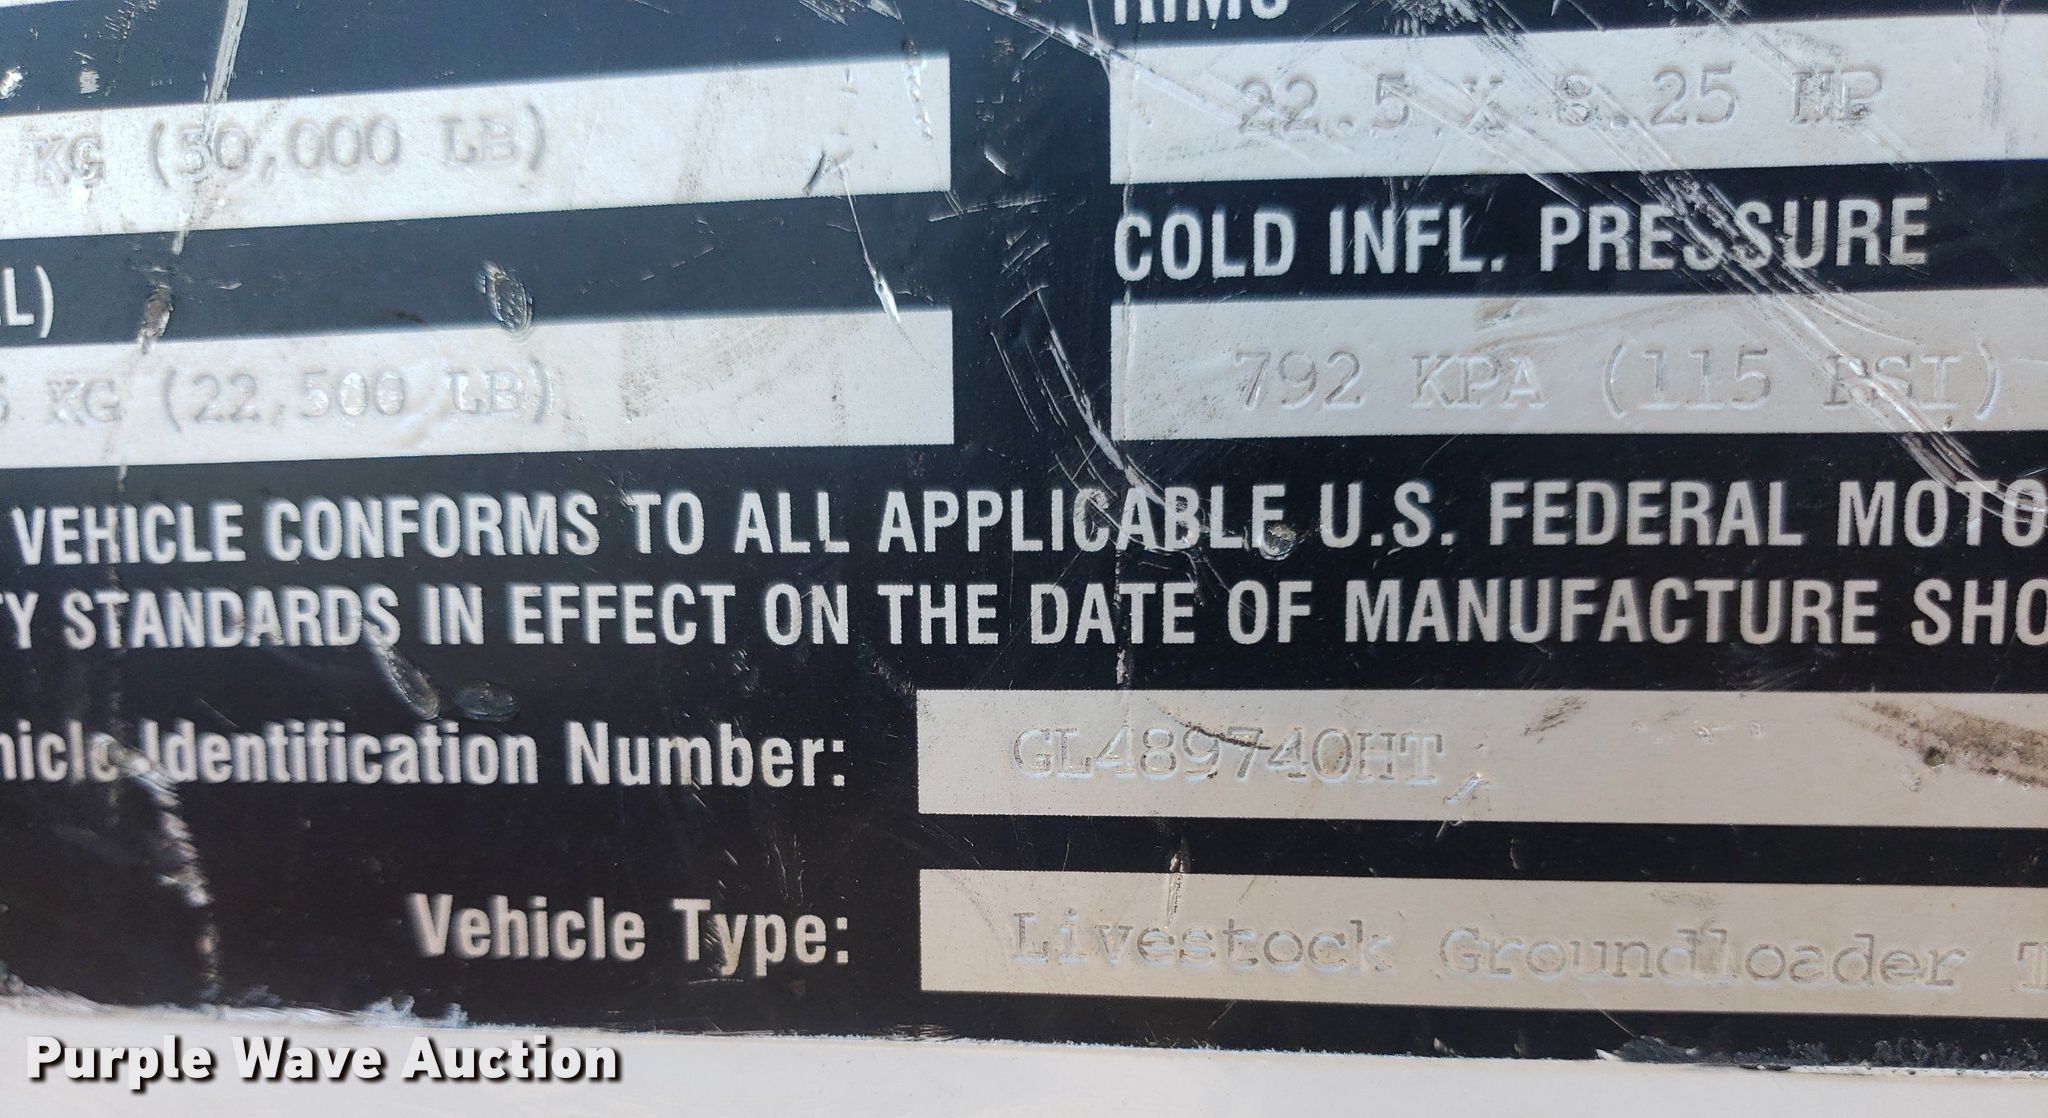 RIMS
KG (50,000 LB)
22.5 X 8.25 HP
COLD INFL. PRESSURE
L)
KG (22,500 LB)
792 KPA (115 PSI)
VEHICLE CONFORMS TO ALL APPLICABLE U.S. FEDERAL MOTO
Y STANDARDS IN EFFECT ON THE DATE OF MANUFACTURE SHO
hicle Identification Number:
GL489740HT
Vehicle Type:
Livestock Groundloader T
Purple Wave Auction